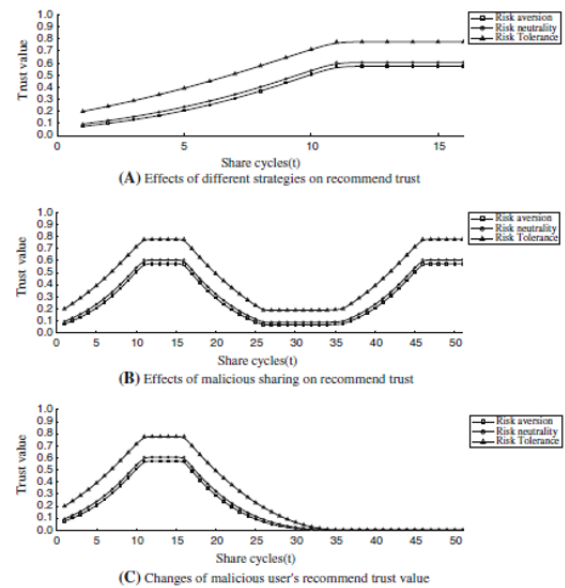 Risk aversion
Risk neutrality
Risk Tolerance
Trust value
1.0
0.9
0.8
0.7
0.6
0.5
0.4
0.3
0.2
0.1
0.0
0 5 10 15
Share cycles(t)
(A) Effects of different strategies on recommend trust
Risk aversion
Risk neutrality
Risk Tolerance
Trust value
1.0
0.9
0.8
0.7
0.6
0.5
0.4
0.3
0.2
0.1
0.0
0 5 10 15 20 25 30 35 40 45 50
Share cycles(t)
(B) Effects of malicious sharing on recommend trust
Risk aversion
Risk neutrality
Risk Tolerance
Trust value
1.0
0.9
0.8
0.7
0.6
0.5
0.4
0.3
0.2
0.1
0.0
0 5 10 15 20 25 30 35 40 45 50
Share cycles(t)
(C) Changes of malicious user's recommend trust value